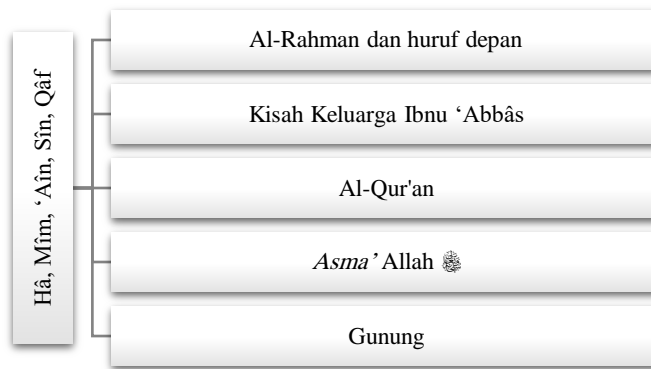 Hâ, Mîm, ‘Aîn, Sîn, Qâf
Al-Rahman dan huruf depan
Kisah Keluarga Ibnu ‘Abbâs
Al-Qur'an
Asma’ Allah ﷻ
Gunung